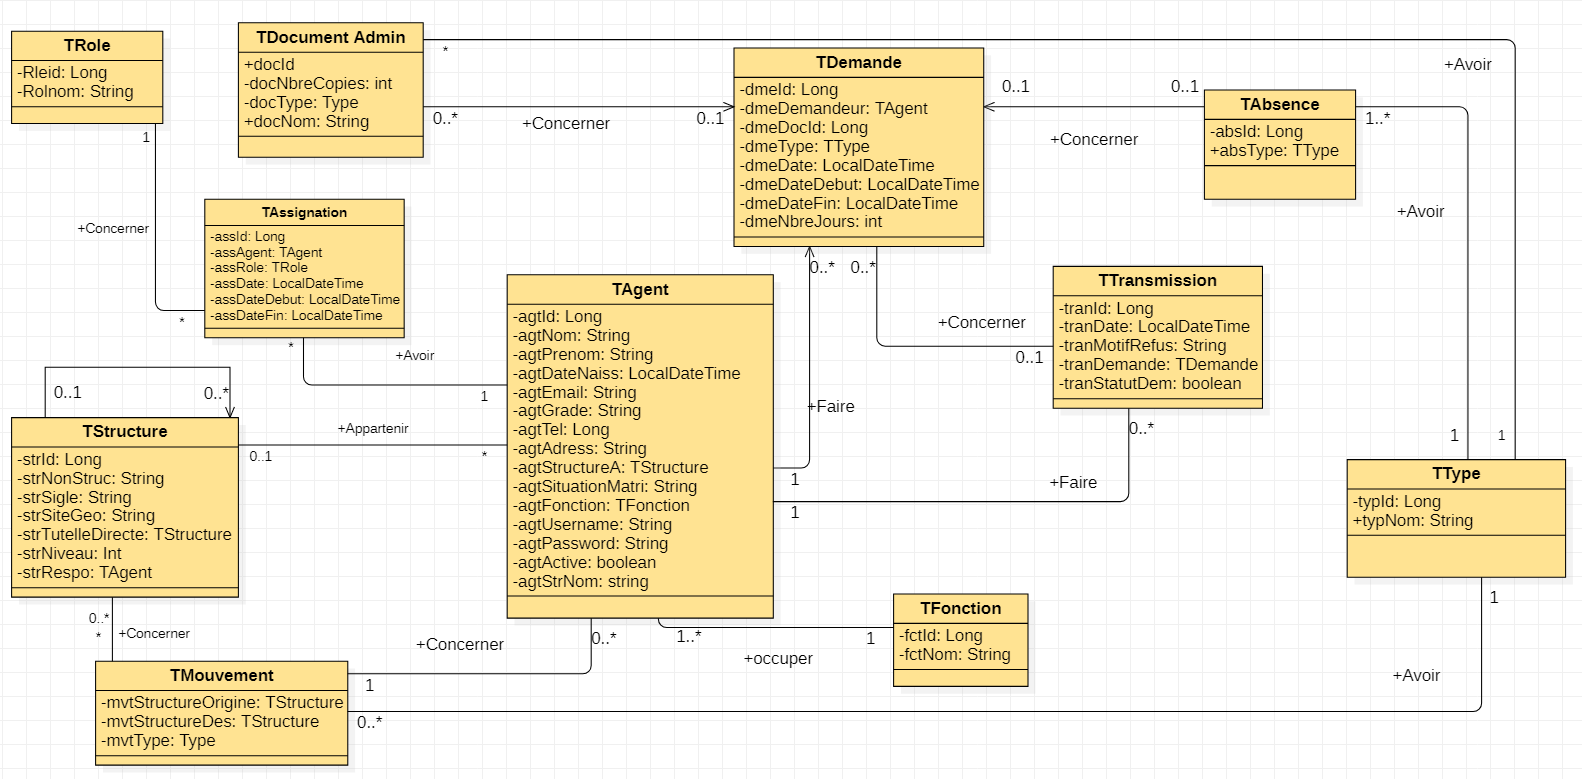 TRole
-Rleid: Long
-Rolnom: String
1
+Concerner
*
TDocument Admin
+docId
-docNbreCopies: int
-docType: Type
+docNom: String
*
0..*
+Concerner
0..1
+Avoir
TDemande
-dmeId: Long
-dmeDemandeur: TAgent
-dmeDocId: Long
-dmeType: TType
-dmeDate: LocalDateTime
-dmeDateDebut: LocalDateTime
-dmeDateFin: LocalDateTime
-dmeNbreJours: int
0..1
0..1
+Concerner
TAbsence
-absId: Long
+absType: TType
1..*
+Avoir
TAssignation
-assId: Long
-assAgent: TAgent
-assRole: TRole
-assDate: LocalDateTime
-assDateDebut: LocalDateTime
-assDateFin: LocalDateTime
*
+Avoir
1
0..*
0..*
+Concerner
0..1
TTransmission
-tranId: Long
-tranDate: LocalDateTime
-tranMotifRefus: String
-tranDemande: TDemande
-tranStatutDem: boolean
0..*
TAgent
-agtId: Long
-agtNom: String
-agtPrenom: String
-agtDateNaiss: LocalDateTime
-agtEmail: String
-agtGrade: String
-agtTel: Long
-agtAdress: String
-agtStructureA: TStructure
-agtSituationMatri: String
-agtFonction: TFonction
-agtUsername: String
-agtPassword: String
-agtActive: boolean
-agtStrNom: string
+Faire
1
+Faire
1
0..1
0..*
TStructure
-strId: Long
-strNonStruc: String
-strSigle: String
-strSiteGeo: String
-strTutelleDirecte: TStructure
-strNiveau: Int
-strRespo: TAgent
+Appartenir
0..1
*
1
1
TType
-typId: Long
+typNom: String
1
0..*
*
+Concerner
+Concerner
0..*
1
1..*
1
+occuper
TFonction
-fctId: Long
-fctNom: String
TMouvement
-mvtStructureOrigine: TStructure
-mvtStructureDes: TStructure
-mvtType: Type
0..*
+Avoir